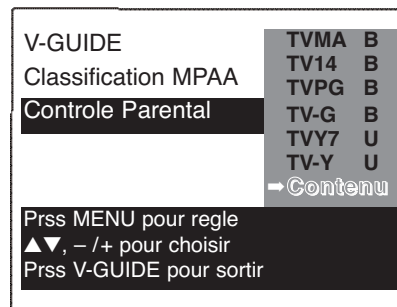 V-GUIDE
Classification MPAA
Controle Parental
TVMA B
TV14 B
TVPG B
TV-G B
TVY7 U
TV-Y U
➡Contenu
Prss MENU pour regle
▲▼, – /+ pour choisir
Prss V-GUIDE pour sortir